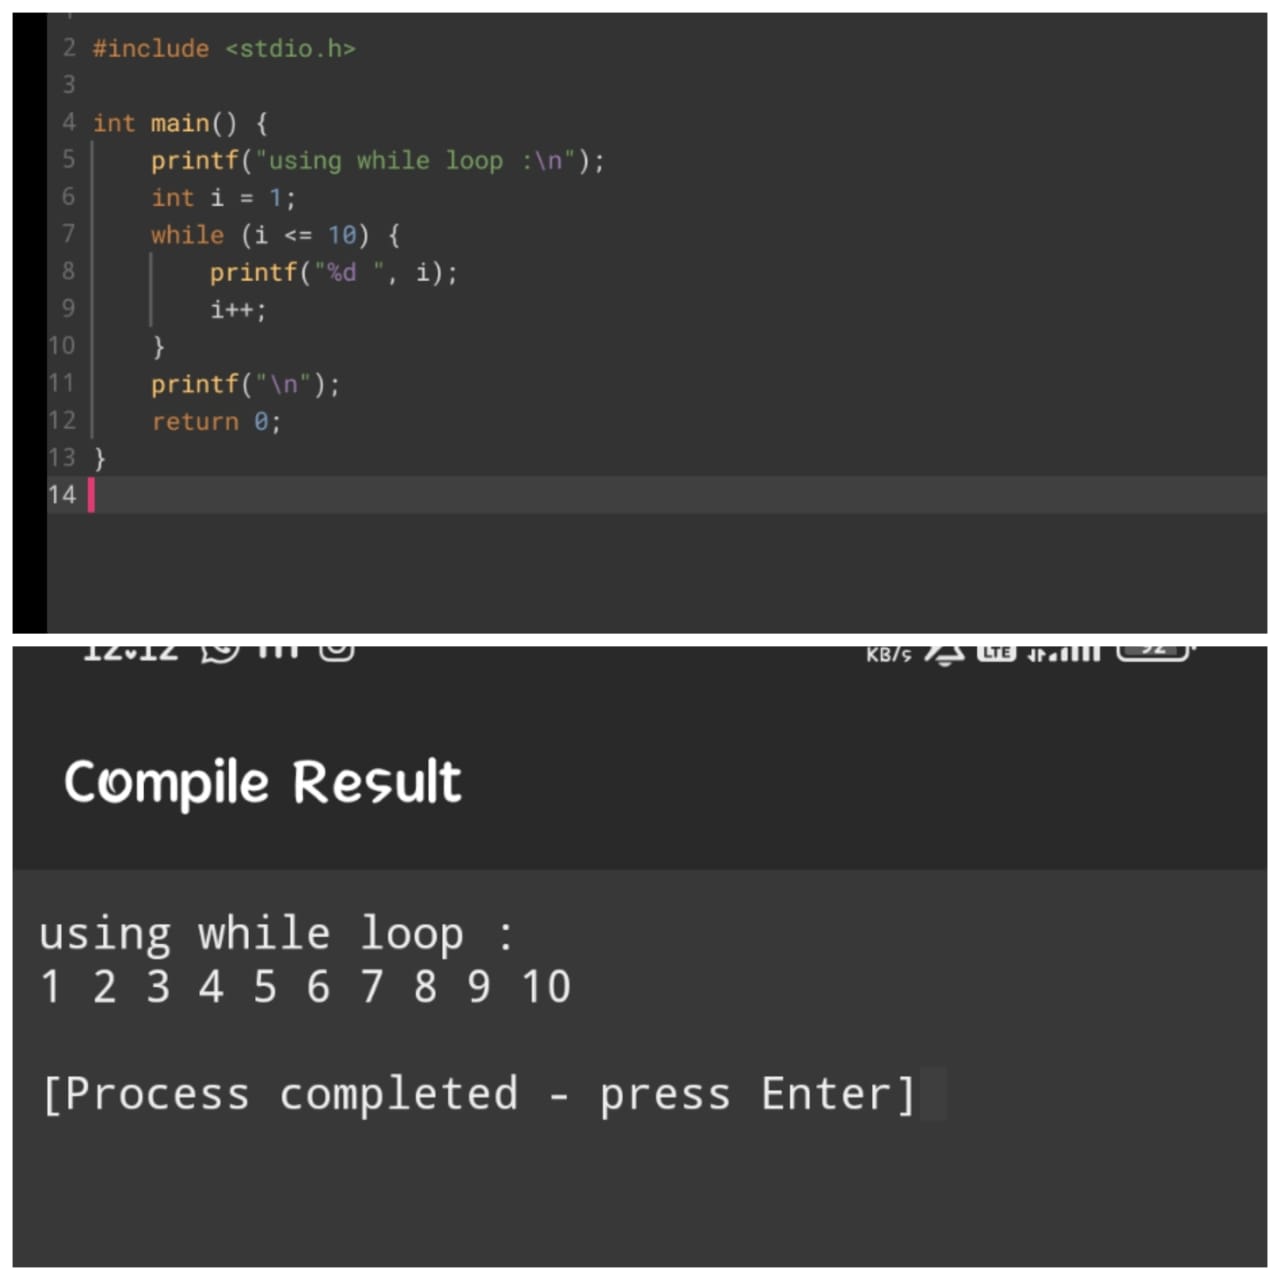 1
2 #include <stdio.h>
3
4 int main() {
5 printf("using while loop :\n");
6 int i = 1;
7 while (i <= 10) {
8 printf("%d ", i);
9 i++;
10 }
11 printf("\n");
12 return 0;
13 }
14
12:12
KB/s LTE 92
Compile Result
using while loop :
1 2 3 4 5 6 7 8 9 10
[Process completed - press Enter]